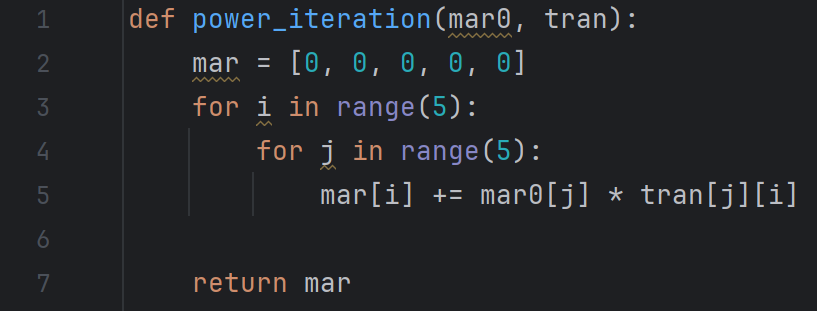 1 def power_iteration(mar0, tran):
2     mar = [0, 0, 0, 0, 0]
3     for i in range(5):
4         for j in range(5):
5             mar[i] += mar0[j] * tran[j][i]
6
7     return mar